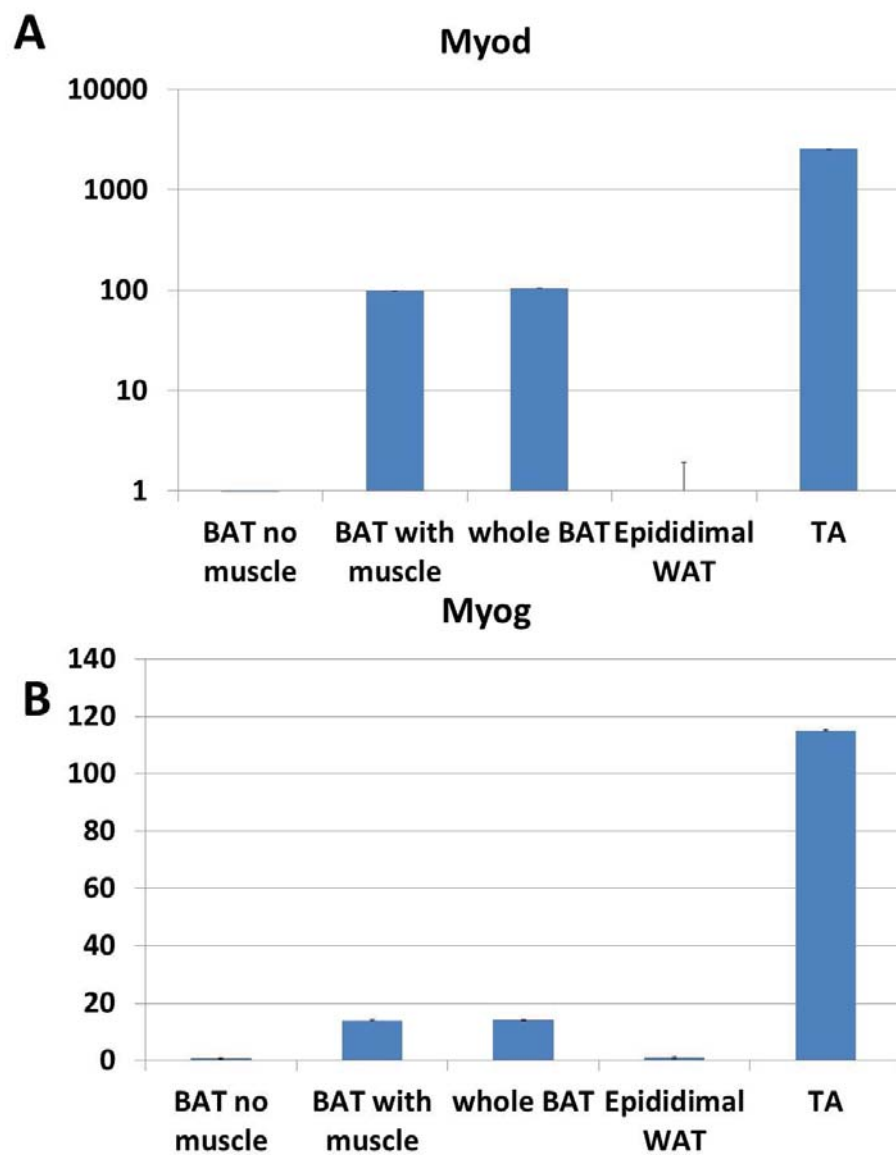 A
Myod
10000
1000
100
10
1
BAT no muscle
BAT with muscle
whole BAT
Epididimal WAT
TA
Myog
B
140
120
100
80
60
40
20
0
BAT no muscle
BAT with muscle
whole BAT
Epididimal WAT
TA